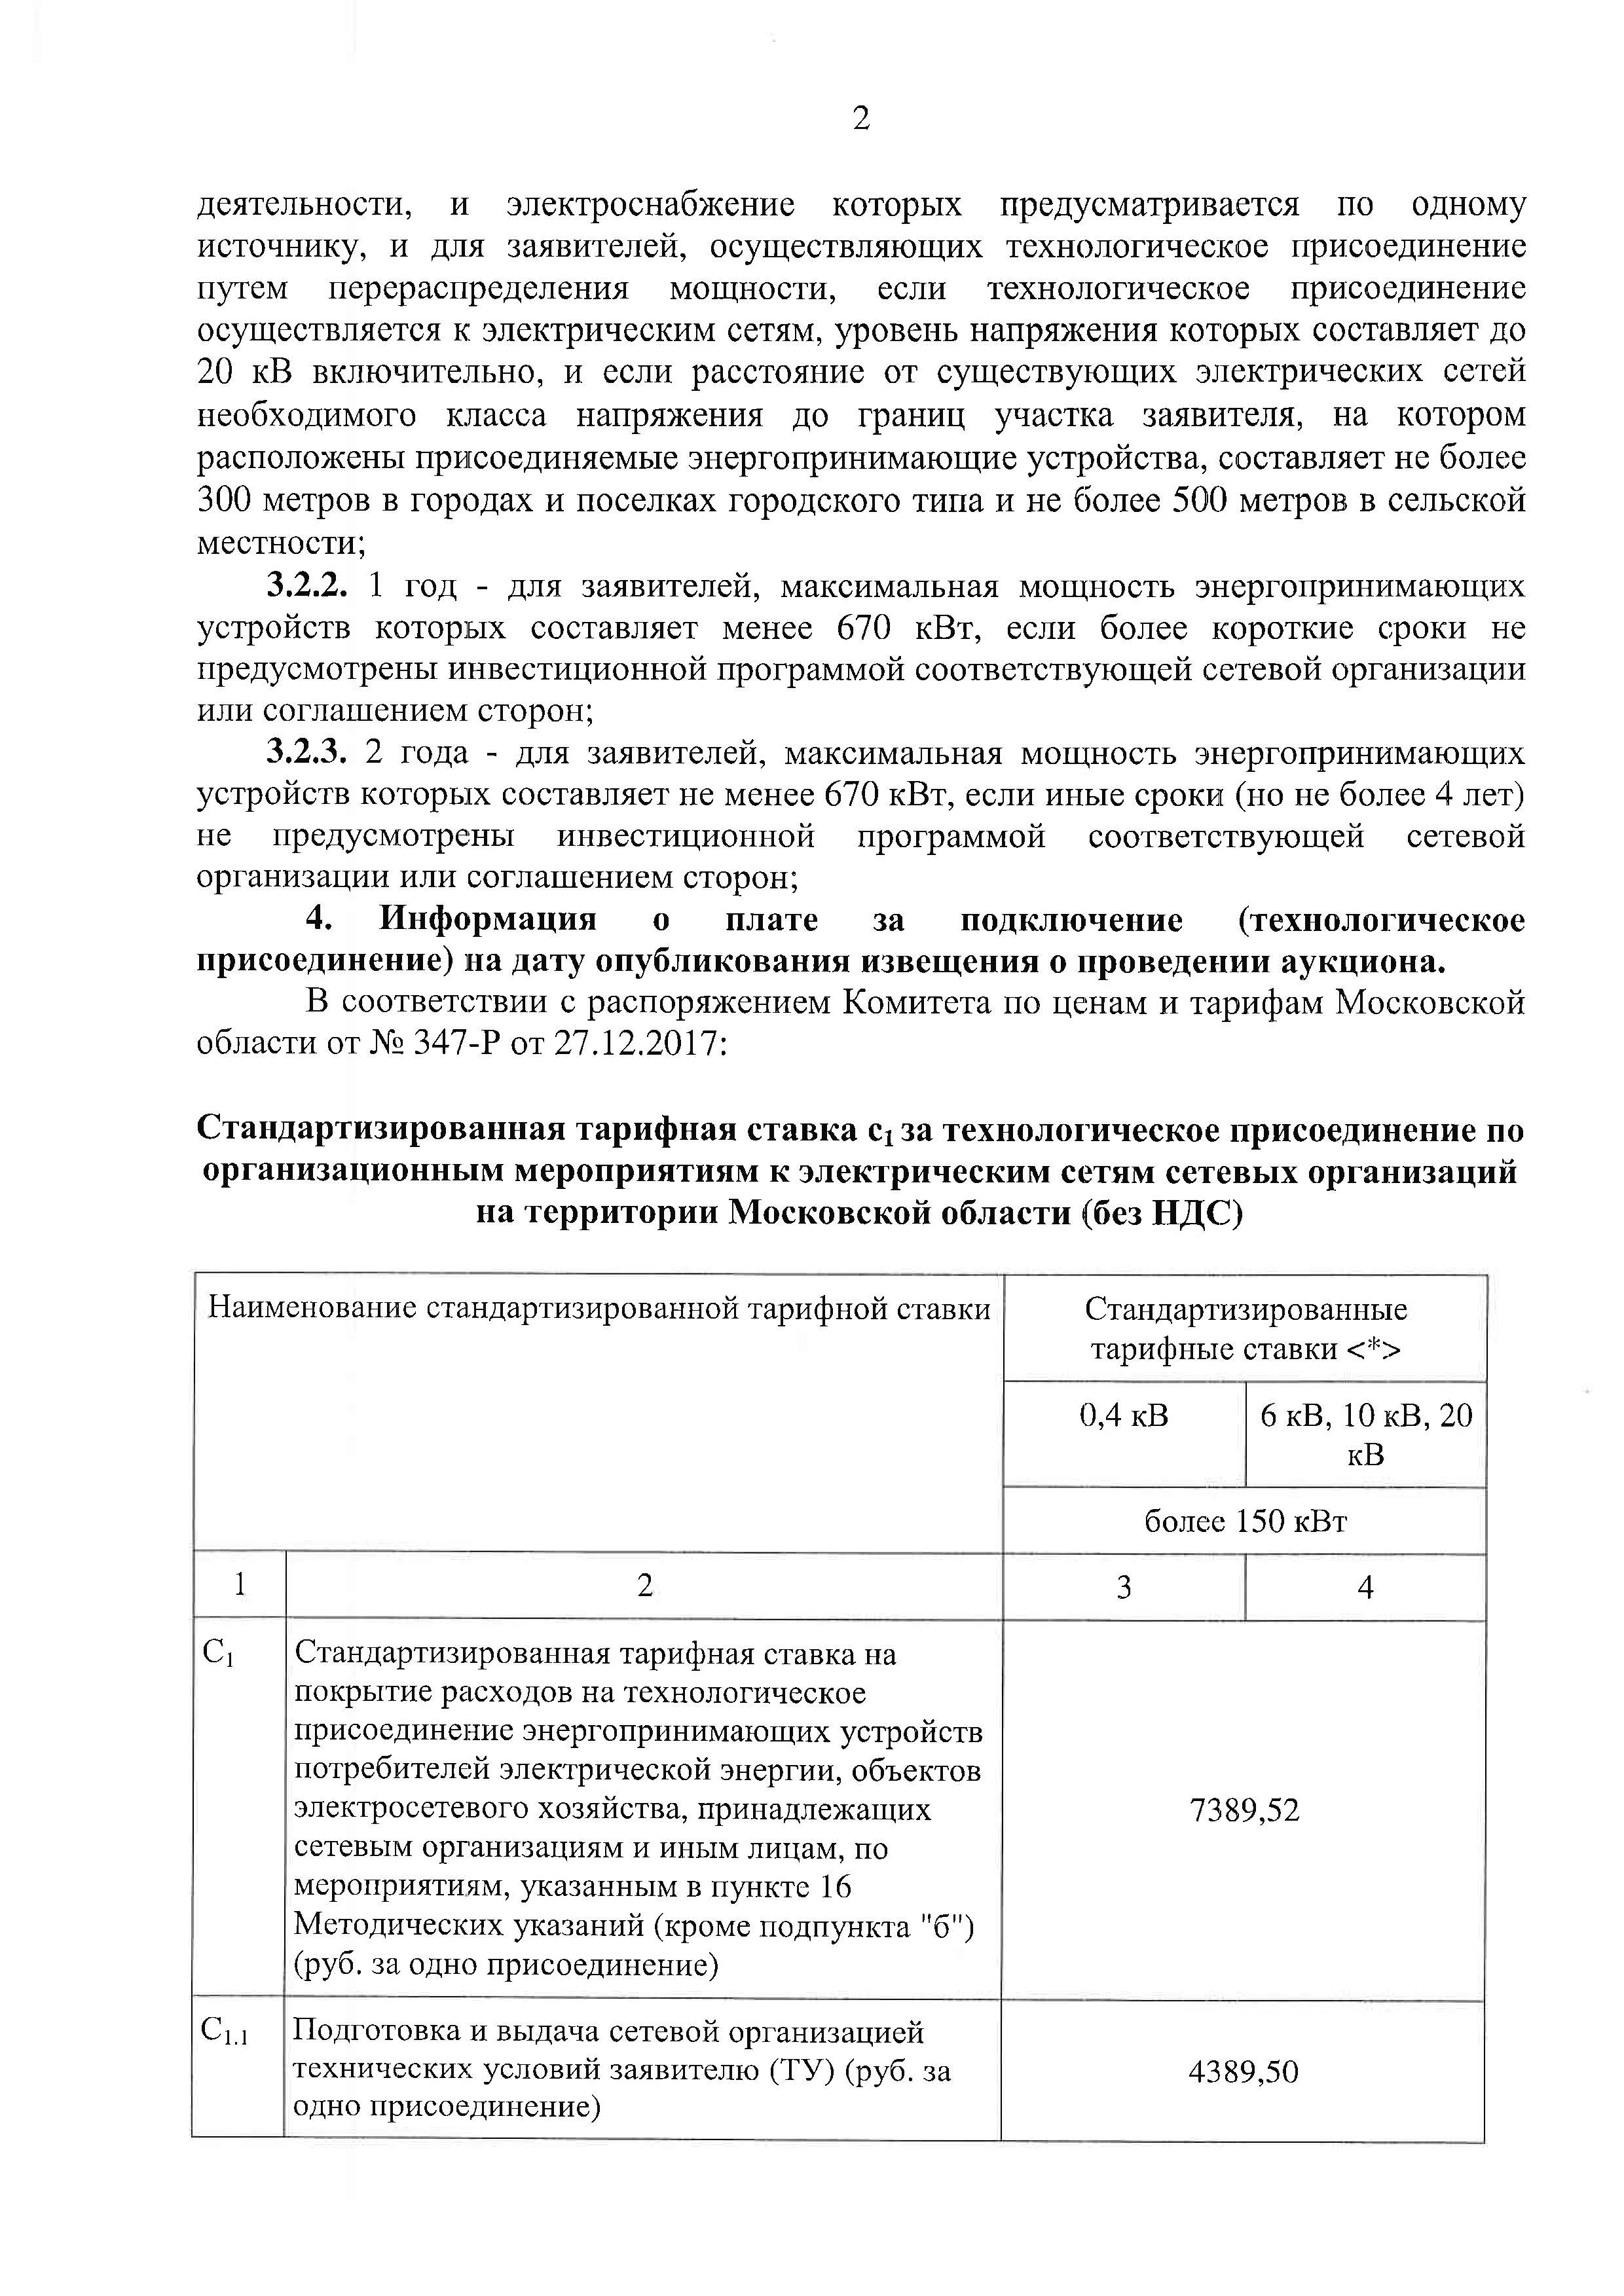 2
деятельности, и электроснабжение которых предусматривается по одному
источнику, и для заявителей, осуществляющих технологическое присоединение
путем перераспределения мощности, если технологическое присоединение
осуществляется к электрическим сетям, уровень напряжения которых составляет до
20 кВ включительно, и если расстояние от существующих электрических сетей
необходимого класса напряжения до границ участка заявителя, на котором
расположены присоединяемые энергопринимающие устройства, составляет не более
300 метров в городах и поселках городского типа и не более 500 метров в сельской
местности;
3.2.2. 1 год - для заявителей, максимальная мощность энергопринимающих
устройств которых составляет менее 670 кВт, если более короткие сроки не
предусмотрены инвестиционной программой соответствующей сетевой организации
или соглашением сторон;
3.2.3. 2 года - для заявителей, максимальная мощность энергопринимающих
устройств которых составляет не менее 670 кВт, если иные сроки (но не более 4 лет)
не предусмотрены инвестиционной программой соответствующей сетевой
организации или соглашением сторон;
4. Информация о плате за подключение (технологическое
присоединение) на дату опубликования извещения о проведении аукциона.
В соответствии с распоряжением Комитета по ценам и тарифам Московской
области от № 347-Р от 27.12.2017:
Стандартизированная тарифная ставка с₁ за технологическое присоединение по
организационным мероприятиям к электрическим сетям сетевых организаций
на территории Московской области (без НДС)
Наименование стандартизированной тарифной ставки
Стандартизированные
тарифные ставки <*>
0,4 кВ
6 кВ, 10 кВ, 20
кВ
более 150 кВт
1 2 3 4
С₁
Стандартизированная тарифная ставка на
покрытие расходов на технологическое
присоединение энергопринимающих устройств
потребителей электрической энергии, объектов
электросетевого хозяйства, принадлежащих
сетевым организациям и иным лицам, по
мероприятиям, указанным в пункте 16
Методических указаний (кроме подпункта "б")
(руб. за одно присоединение)
7389,52
С₁.₁
Подготовка и выдача сетевой организацией
технических условий заявителю (ТУ) (руб. за
одно присоединение)
4389,50